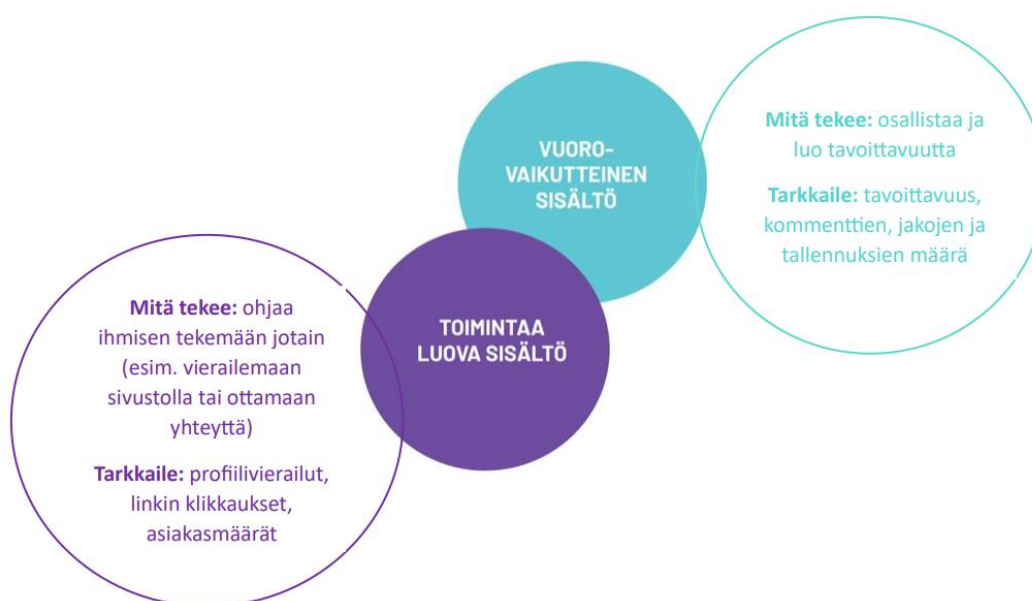 VUORO-
VAIKUTTEINEN
SISÄLTÖ
Mitä tekee: osallistaa ja
luo tavoittavuutta
Tarkkaile: tavoittavuus,
kommenttien, jakojen ja
tallennuksien määrä
TOIMINTAA
LUOVA SISÄLTÖ
Mitä tekee: ohjaa
ihmisen tekemään jotain
(esim. vierailemaan
sivustolla tai ottamaan
yhteyttä)
Tarkkaile: profiilivierailut,
linkin klikkaukset,
asiakasmäärät